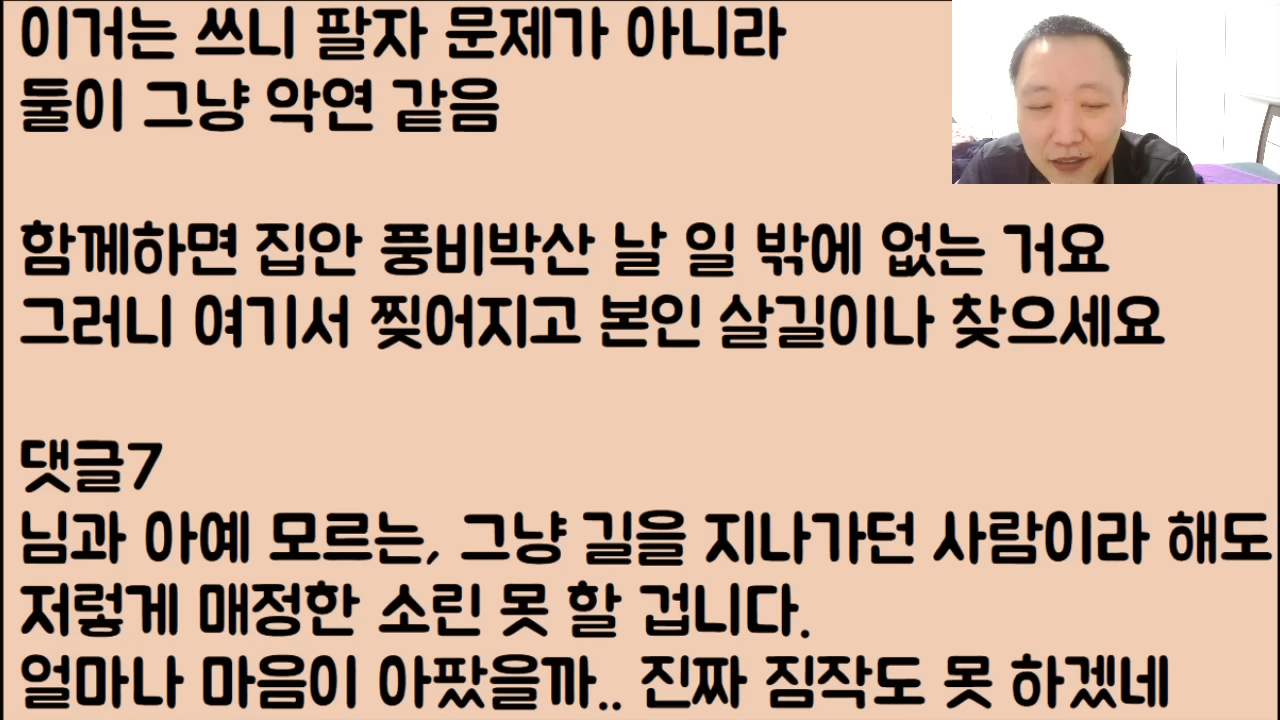 이거는 쓰니 팔자 문제가 아니라
둘이 그냥 악연 같음
함께하면 집안 풍비박산 날 일 밖에 없는 거요
그러니 여기서 찢어지고 본인 살길이나 찾으세요
댓글7
님과 아예 모르는, 그냥 길을 지나가던 사람이라 해도
저렇게 매정한 소린 못 할 겁니다.
얼마나 마음이 아팠을까.. 진짜 짐작도 못 하겠네